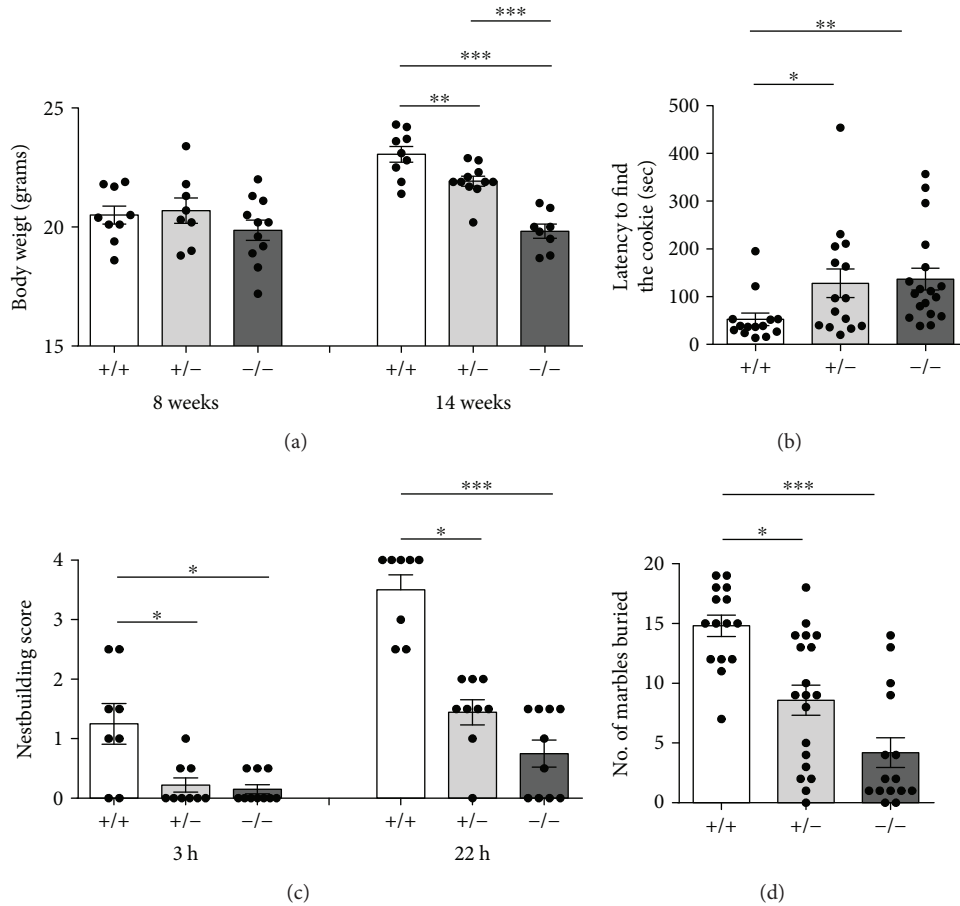 ***
***
**
25
20
15
Body weigt (grams)
+/+ +/− −/− +/+ +/− −/−
8 weeks 14 weeks
(a)
**
*
500
400
300
200
100
0
Latency to find
the cookie (sec)
+/+ +/− −/−
(b)
***
*
*
*
4
3
2
1
0
Nestbuilding score
+/+ +/− −/− +/+ +/− −/−
3 h 22 h
(c)
***
*
20
15
10
5
0
No. of marbles buried
+/+ +/− −/−
(d)